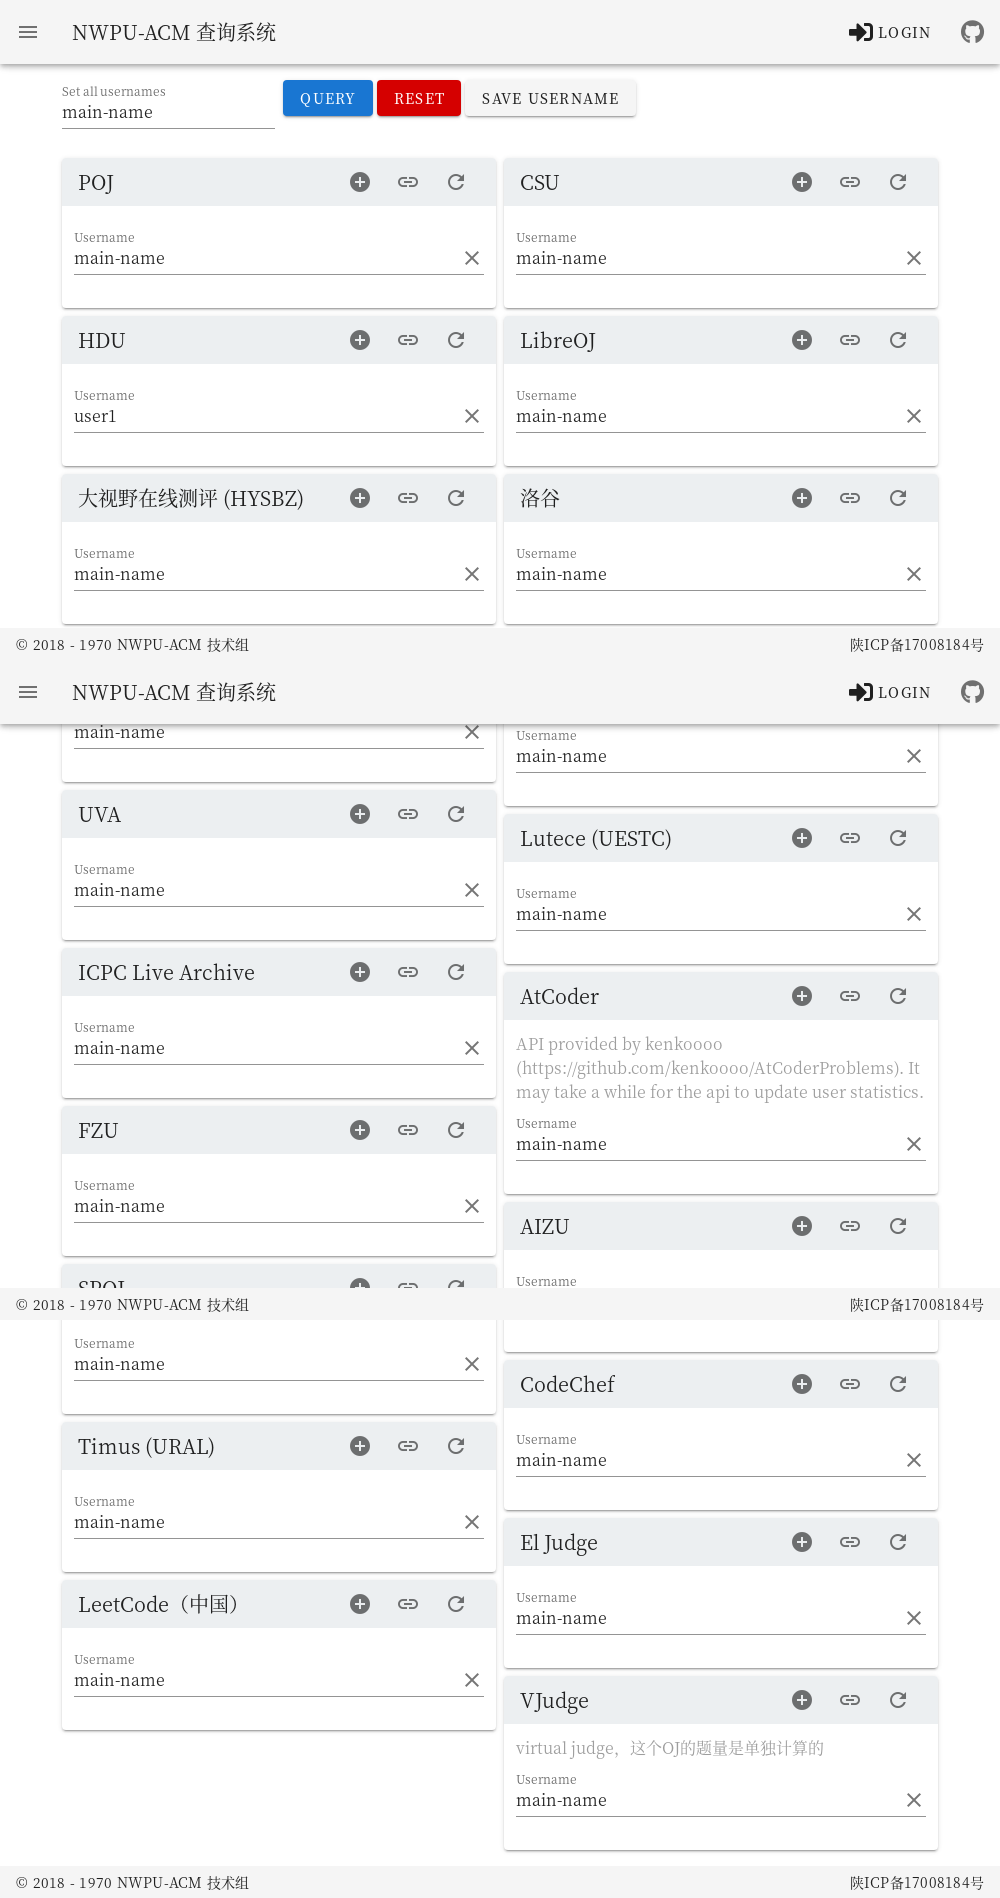 NWPU-ACM 查询系统
LOGIN
Set all usernames
main-name
QUERY
RESET
SAVE USERNAME
POJ
Username
main-name
CSU
Username
main-name
HDU
Username
user1
LibreOJ
Username
main-name
大视野在线测评 (HYSBZ)
Username
main-name
洛谷
Username
main-name
© 2018 - 1970 NWPU-ACM 技术组
陕ICP备17008184号
NWPU-ACM 查询系统
LOGIN
main-name
Username
main-name
UVA
Username
main-name
Lutece (UESTC)
Username
main-name
ICPC Live Archive
Username
main-name
AtCoder
API provided by kenkoooo
(https://github.com/kenkoooo/AtCoderProblems). It
may take a while for the api to update user statistics.
Username
main-name
FZU
Username
main-name
AIZU
Username
SPOJ
© 2018 - 1970 NWPU-ACM 技术组
陕ICP备17008184号
Username
main-name
CodeChef
Username
main-name
Timus (URAL)
Username
main-name
El Judge
Username
main-name
LeetCode（中国）
Username
main-name
VJudge
virtual judge，这个OJ的题量是单独计算的
Username
main-name
© 2018 - 1970 NWPU-ACM 技术组
陕ICP备17008184号